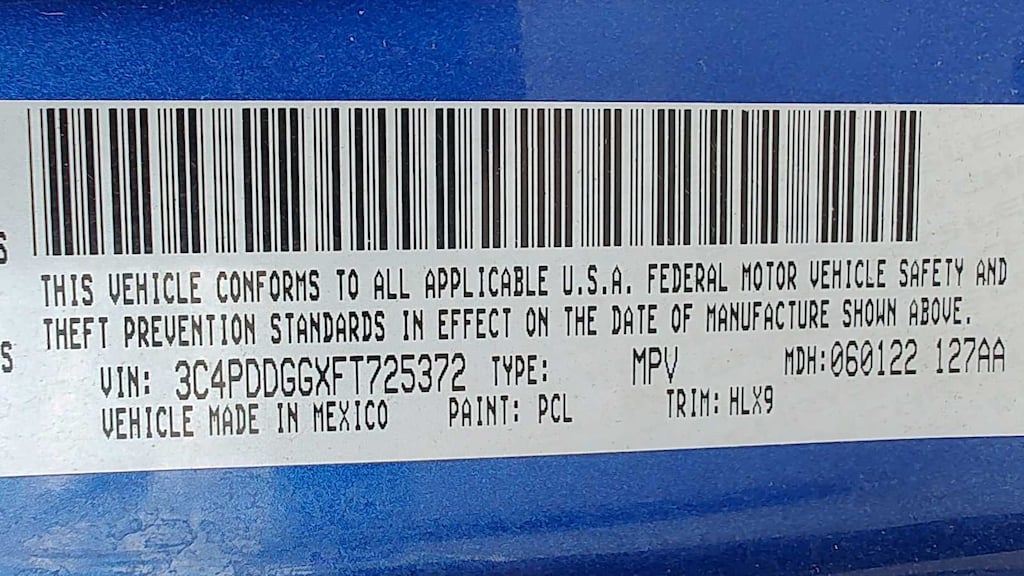 S
THIS VEHICLE CONFORMS TO ALL APPLICABLE U.S.A. FEDERAL MOTOR VEHICLE SAFETY AND
S
THEFT PREVENTION STANDARDS IN EFFECT ON THE DATE OF MANUFACTURE SHOWN ABOVE.
VIN: 3C4PDDGGXFT725372 TYPE: MPV MDH:060122 127AA
VEHICLE MADE IN MEXICO PAINT: PCL TRIM: HLX9